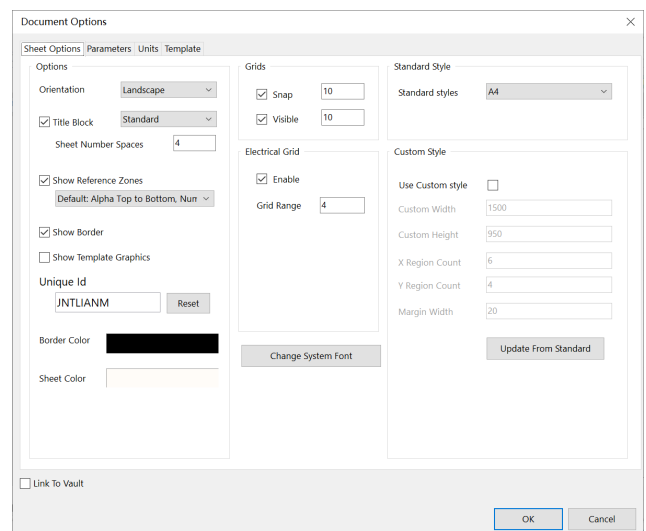 Document Options
Sheet Options Parameters Units Template
Options
Orientation Landscape
Title Block Standard
Sheet Number Spaces 4
Show Reference Zones
Default: Alpha Top to Bottom, Num
Show Border
Show Template Graphics
Unique Id
JNTLIANM Reset
Border Color
Sheet Color
Grids
Snap 10
Visible 10
Electrical Grid
Enable
Grid Range 4
Change System Font
Standard Style
Standard styles A4
Custom Style
Use Custom style
Custom Width 1500
Custom Height 950
X Region Count 6
Y Region Count 4
Margin Width 20
Update From Standard
Link To Vault
OK Cancel